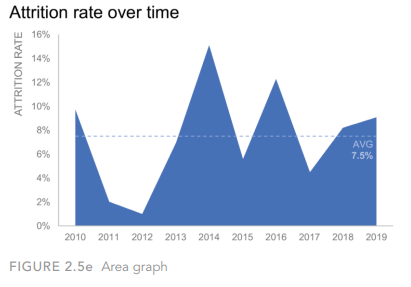 Attrition rate over time
ATTRITION RATE
16%
14%
12%
10%
8%
6%
4%
2%
0%
AVG
7.5%
2010 2011 2012 2013 2014 2015 2016 2017 2018 2019
FIGURE 2.5e Area graph